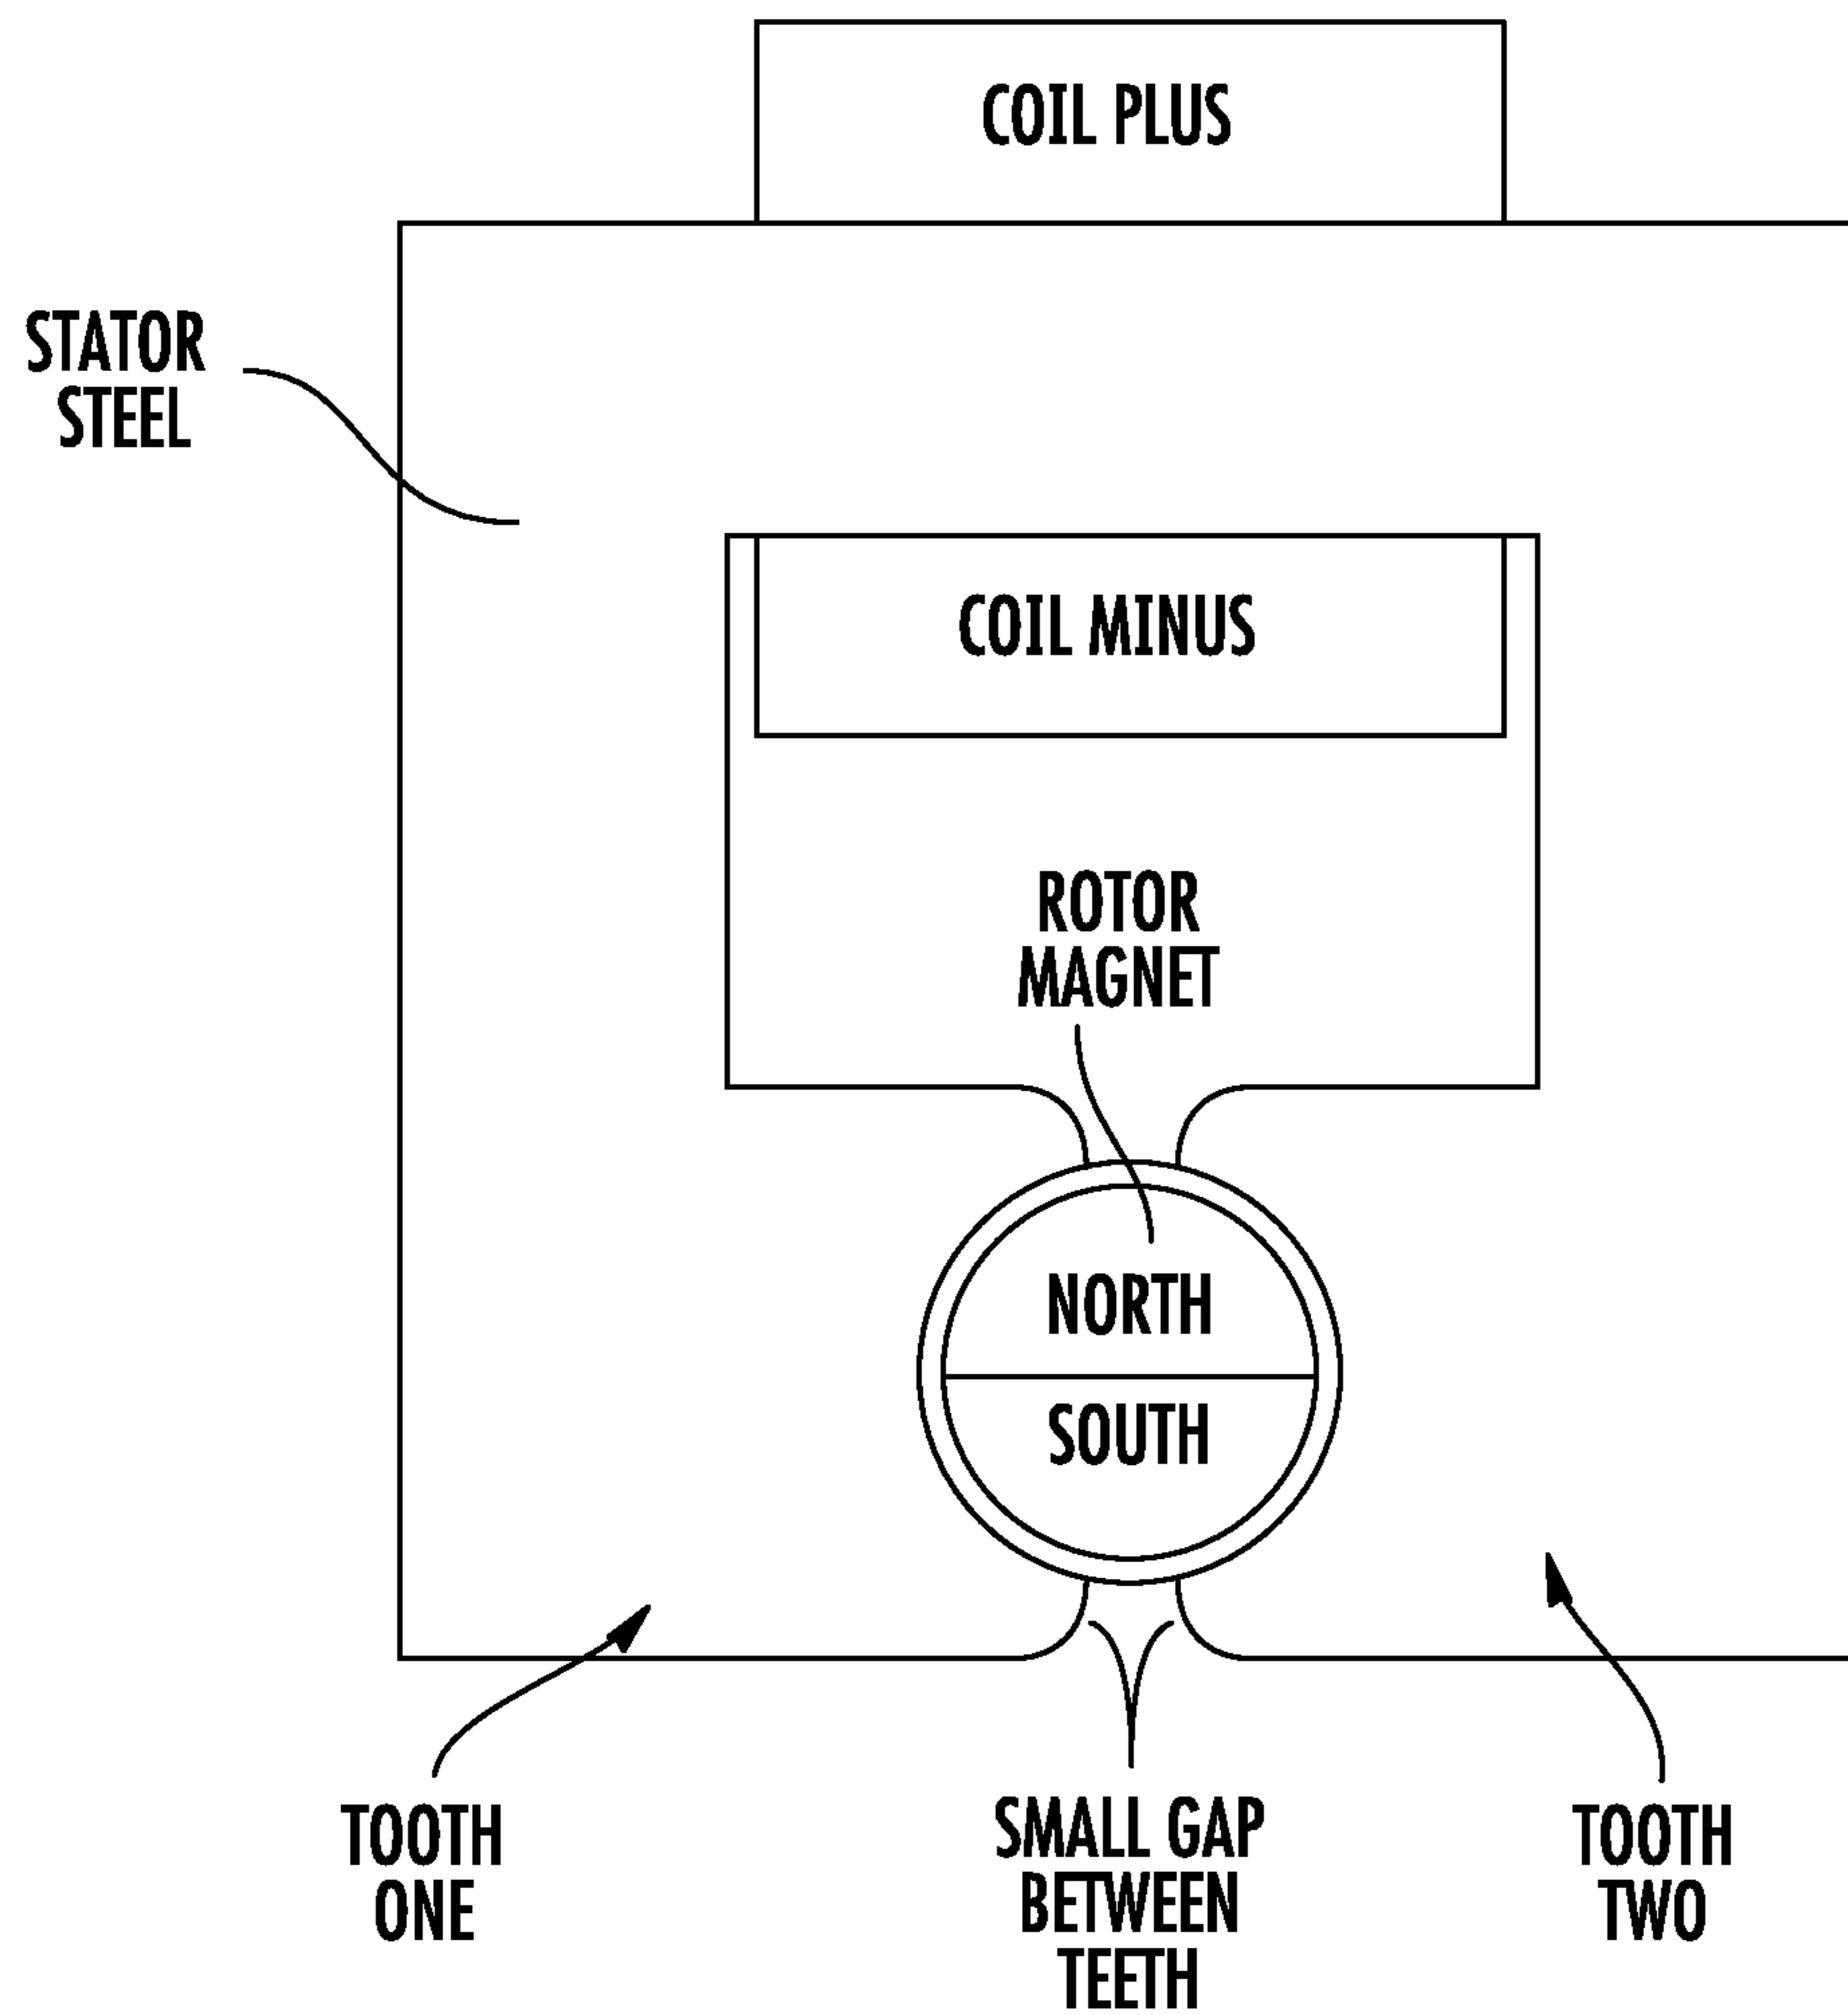 COIL PLUS
STATOR
STEEL
COIL MINUS
ROTOR
MAGNET
NORTH
SOUTH
TOOTH
ONE
SMALL GAP
BETWEEN
TEETH
TOOTH
TWO